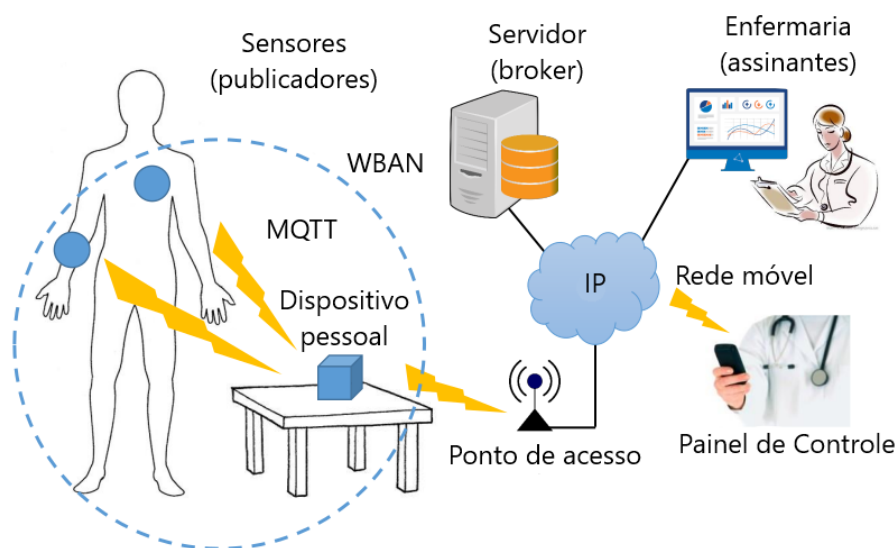 Sensores
(publicadores)
Servidor
(broker)
Enfermaria
(assinantes)
WBAN
MQTT
Dispositivo
pessoal
IP
Rede móvel
Ponto de acesso
Painel de Controle